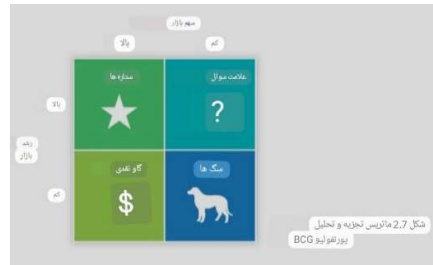 سهم بازار
بالا
کم
ستاره ها
علامت سوال
?
بالا
رشد
بازار
گاو نقدی
سگ ها
$
کم
شکل 2.7 ماتریس تجزیه و تحلیل
پورتفولیو BCG